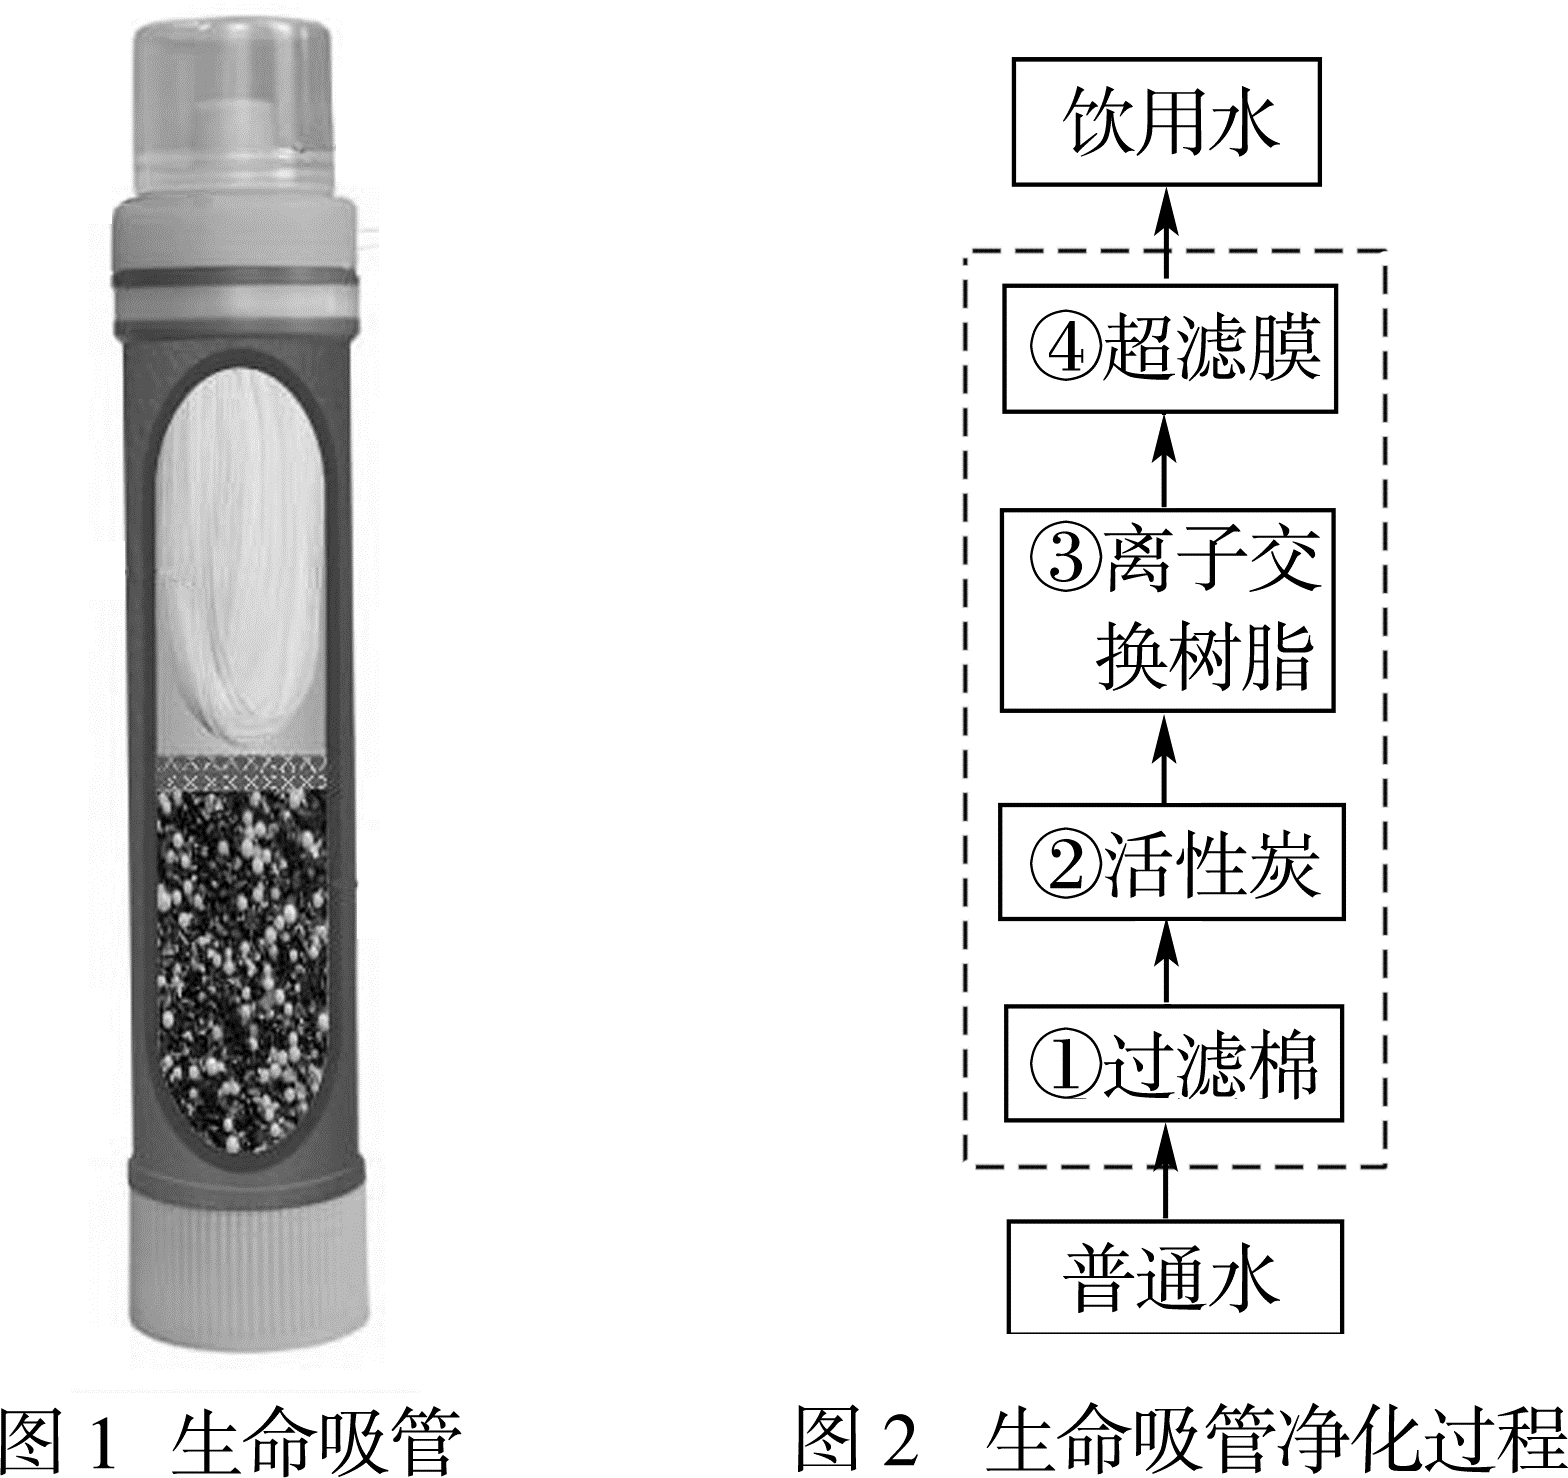 饮用水
④超滤膜
③离子交
换树脂
②活性炭
①过滤棉
普通水
图1 生命吸管
图2 生命吸管净化过程